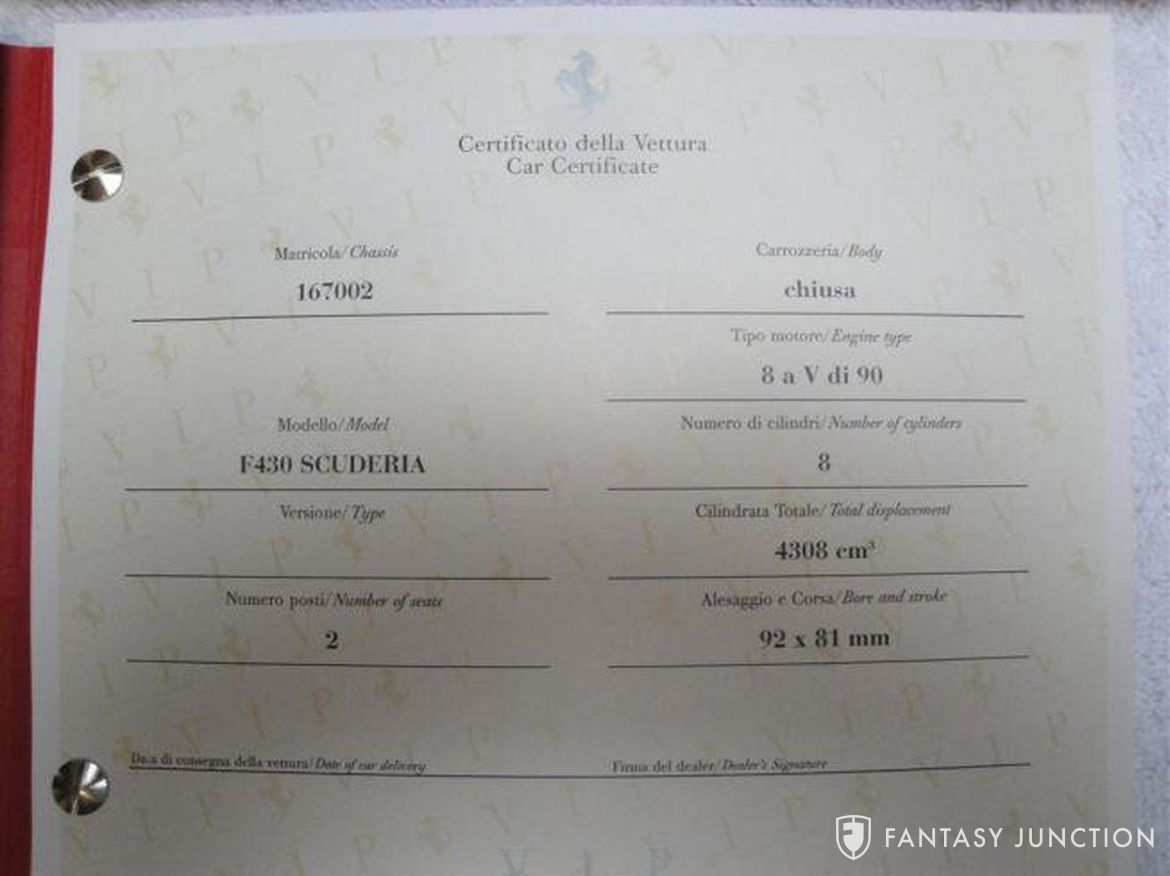 Certificato della Vettura
Car Certificate
Matricola/Chassis
167002
Carrozzeria/Body
chiusa
Tipo motore/Engine type
8 a V di 90
Modello/Model
F430 SCUDERIA
Numero di cilindri/Number of cylinders
8
Versione/Type
Cilindrata Totale/Total displacement
4308 cm³
Numero posti/Number of seats
2
Alesaggio e Corsa/Bore and stroke
92 x 81 mm
Data di consegna della vettura/Date of car delivery
Firma del dealer/Dealer's Signature
FANTASY JUNCTION